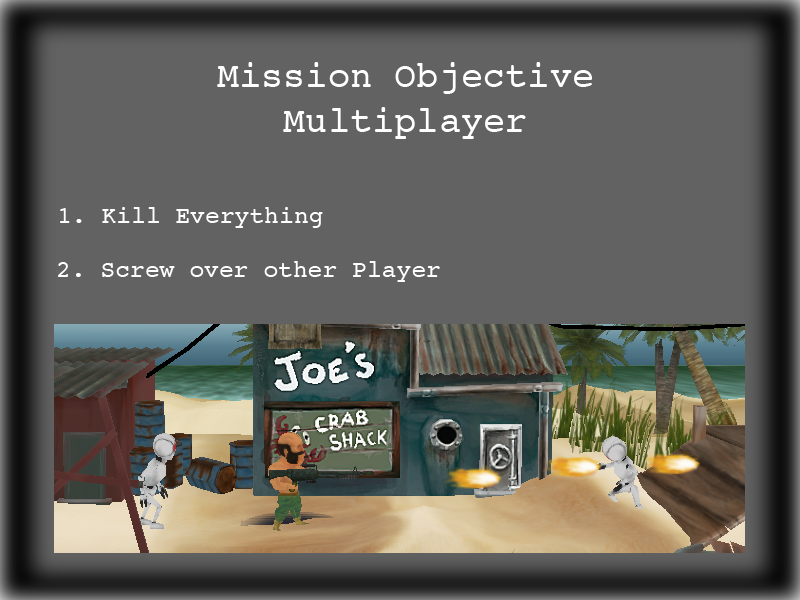 Mission Objective
Multiplayer
1. Kill Everything
2. Screw over other Player
JOE'S
CRAB
SHACK